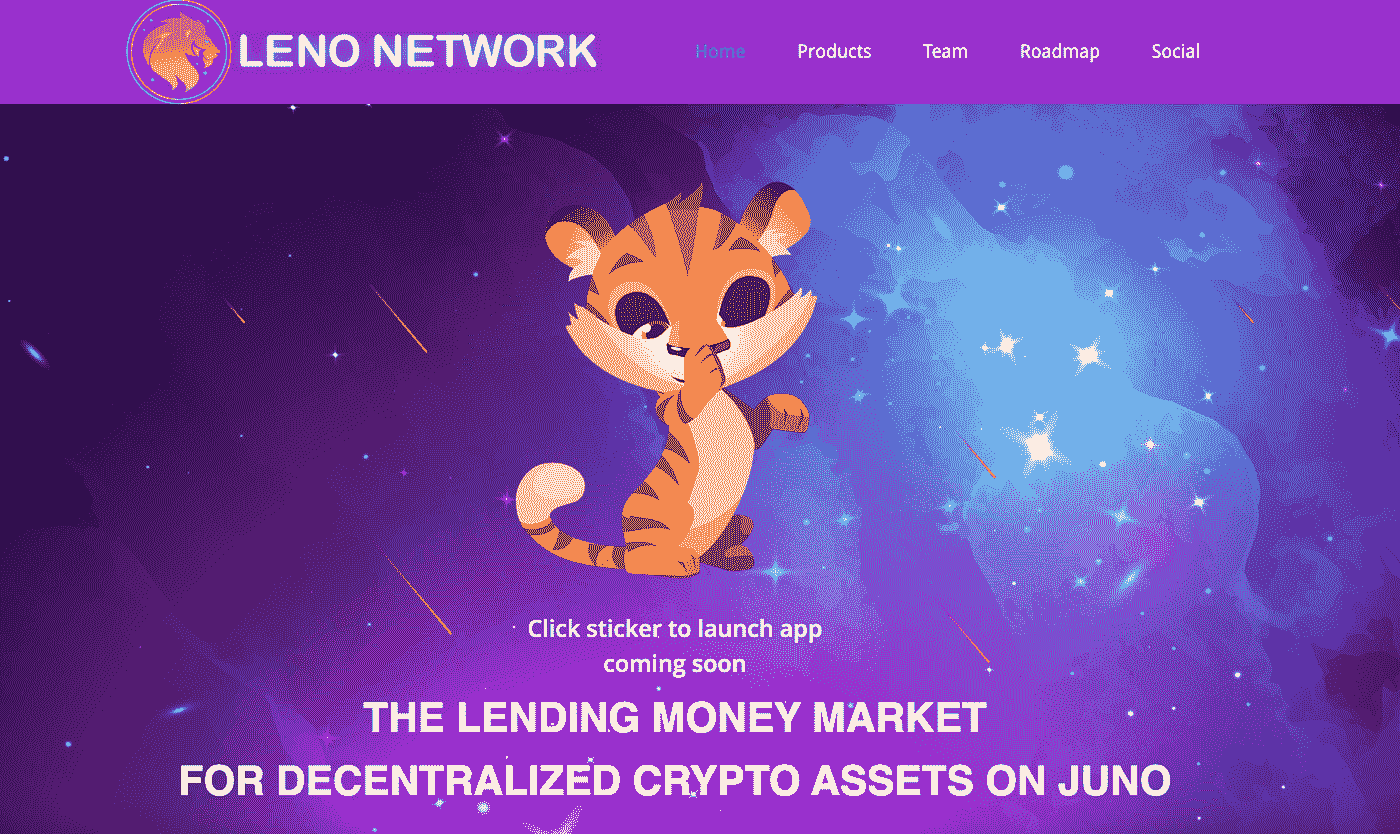 LENO NETWORK
Home Products Team Roadmap Social
Click sticker to launch app
coming soon
THE LENDING MONEY MARKET
FOR DECENTRALIZED CRYPTO ASSETS ON JUNO